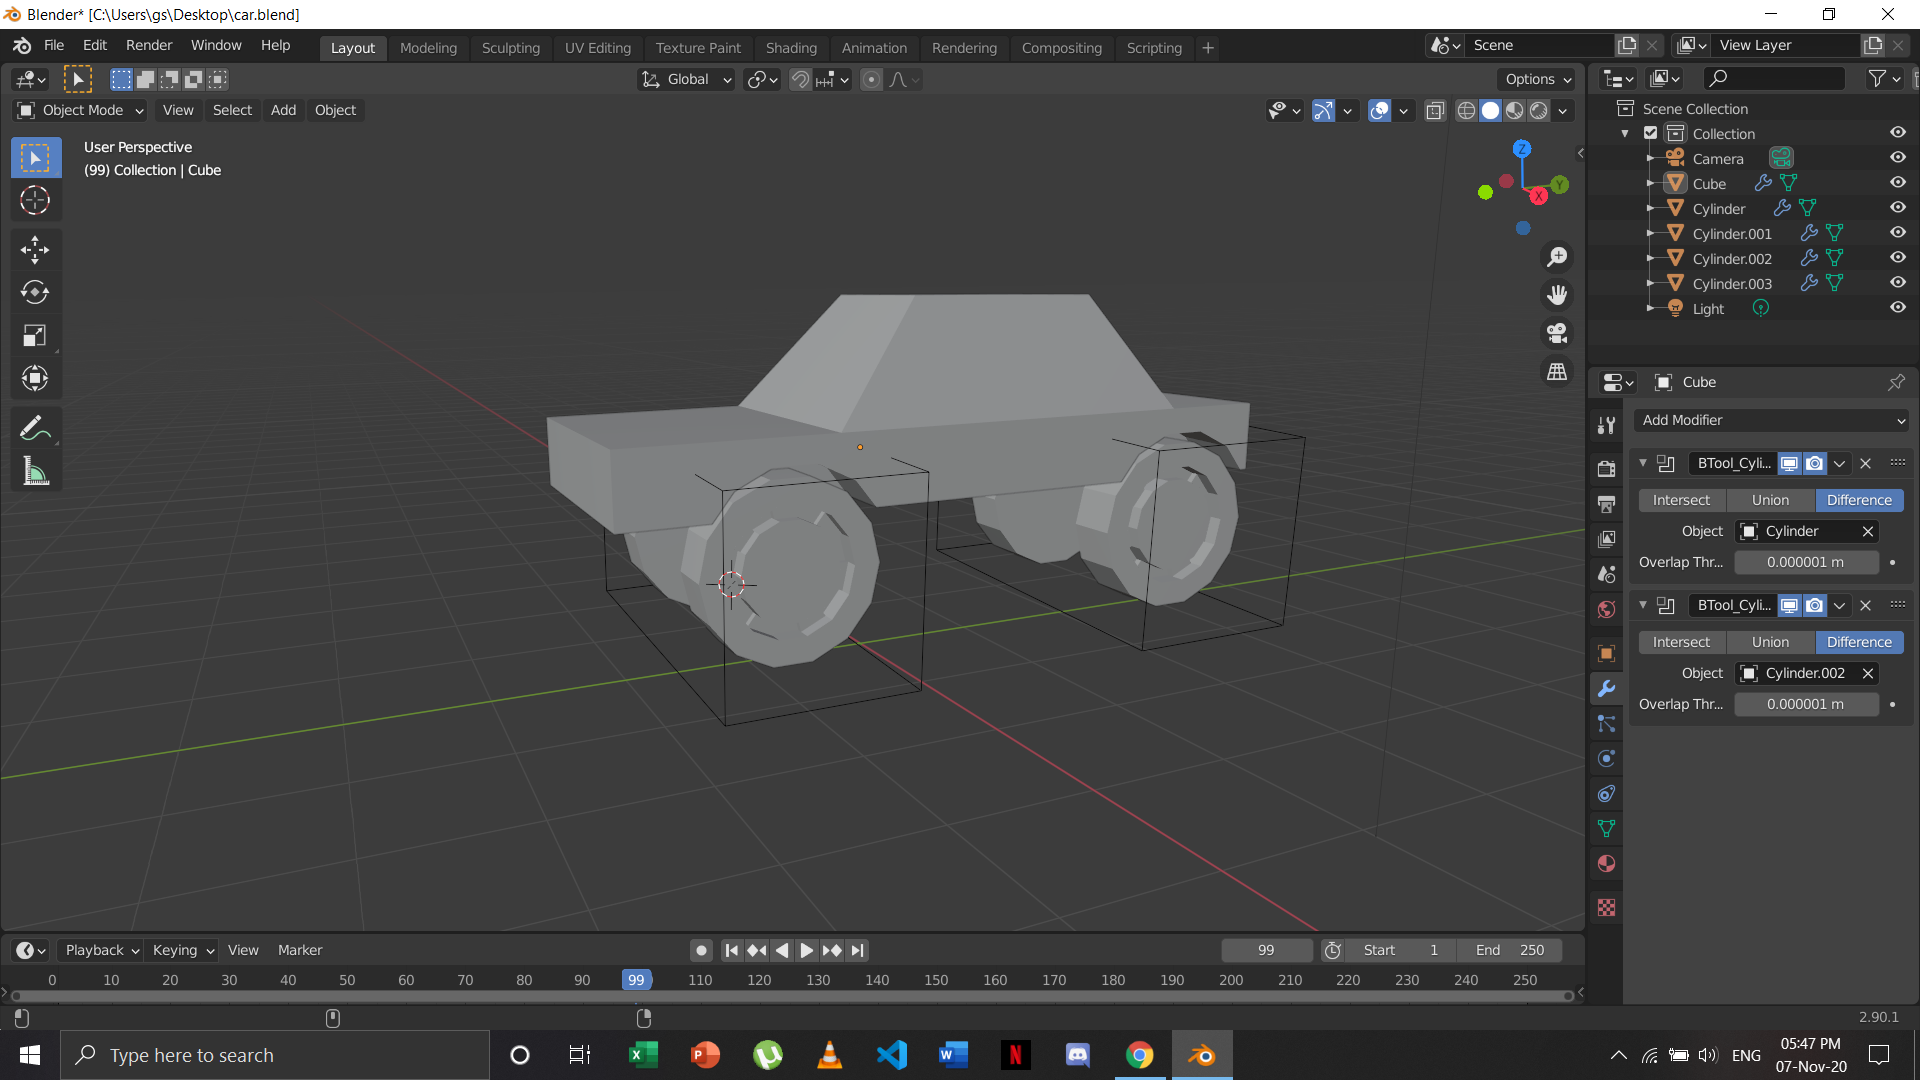 Blender* [C:\Users\gs\Desktop\car.blend]
File Edit Render Window Help
Layout Modeling Sculpting UV Editing Texture Paint Shading Animation Rendering Compositing Scripting +
Scene
View Layer
Global
Options
Object Mode View Select Add Object
User Perspective
(99) Collection | Cube
Z
Y
X
Scene Collection
Collection
Camera
Cube
Cylinder
Cylinder.001
Cylinder.002
Cylinder.003
Light
Cube
Add Modifier
BTool_Cyli...
Intersect Union Difference
Object Cylinder
Overlap Thr... 0.000001 m
BTool_Cyli...
Intersect Union Difference
Object Cylinder.002
Overlap Thr... 0.000001 m
Playback Keying View Marker
99 Start 1 End 250
0 10 20 30 40 50 60 70 80 90 99 110 120 130 140 150 160 170 180 190 200 210 220 230 240 250
2.90.1
Type here to search
X
P
W
N
ENG
05:47 PM
07-Nov-20